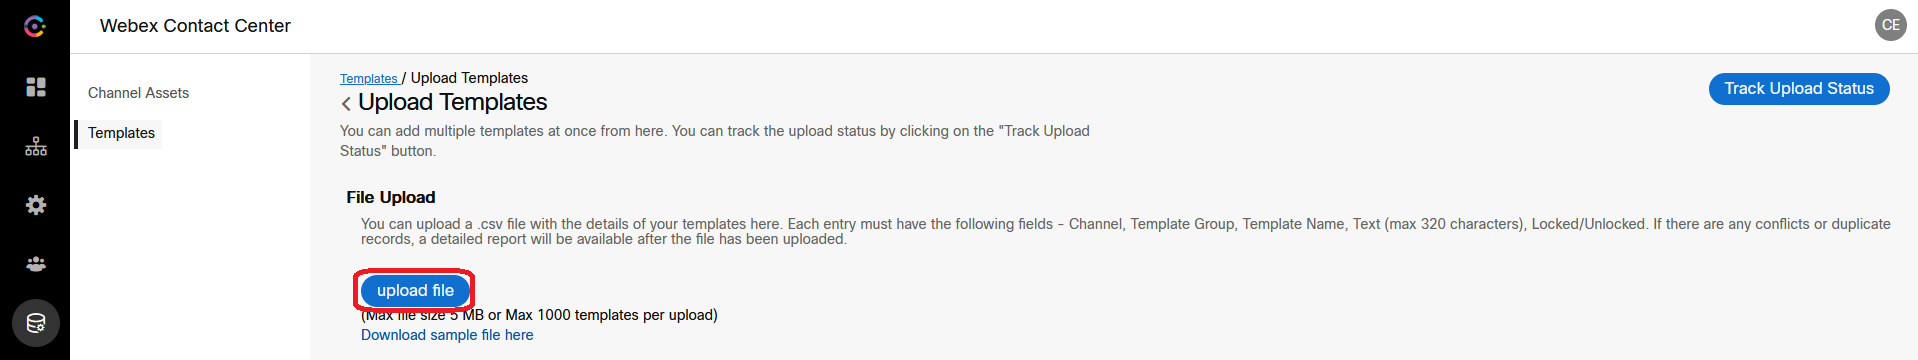 Webex Contact Center
CE
Channel Assets
Templates
Templates / Upload Templates
Upload Templates
Track Upload Status
You can add multiple templates at once from here. You can track the upload status by clicking on the "Track Upload
Status" button.
File Upload
You can upload a .csv file with the details of your templates here. Each entry must have the following fields - Channel, Template Group, Template Name, Text (max 320 characters), Locked/Unlocked. If there are any conflicts or duplicate
records, a detailed report will be available after the file has been uploaded.
upload file
(Max file size 5 MB or Max 1000 templates per upload)
Download sample file here